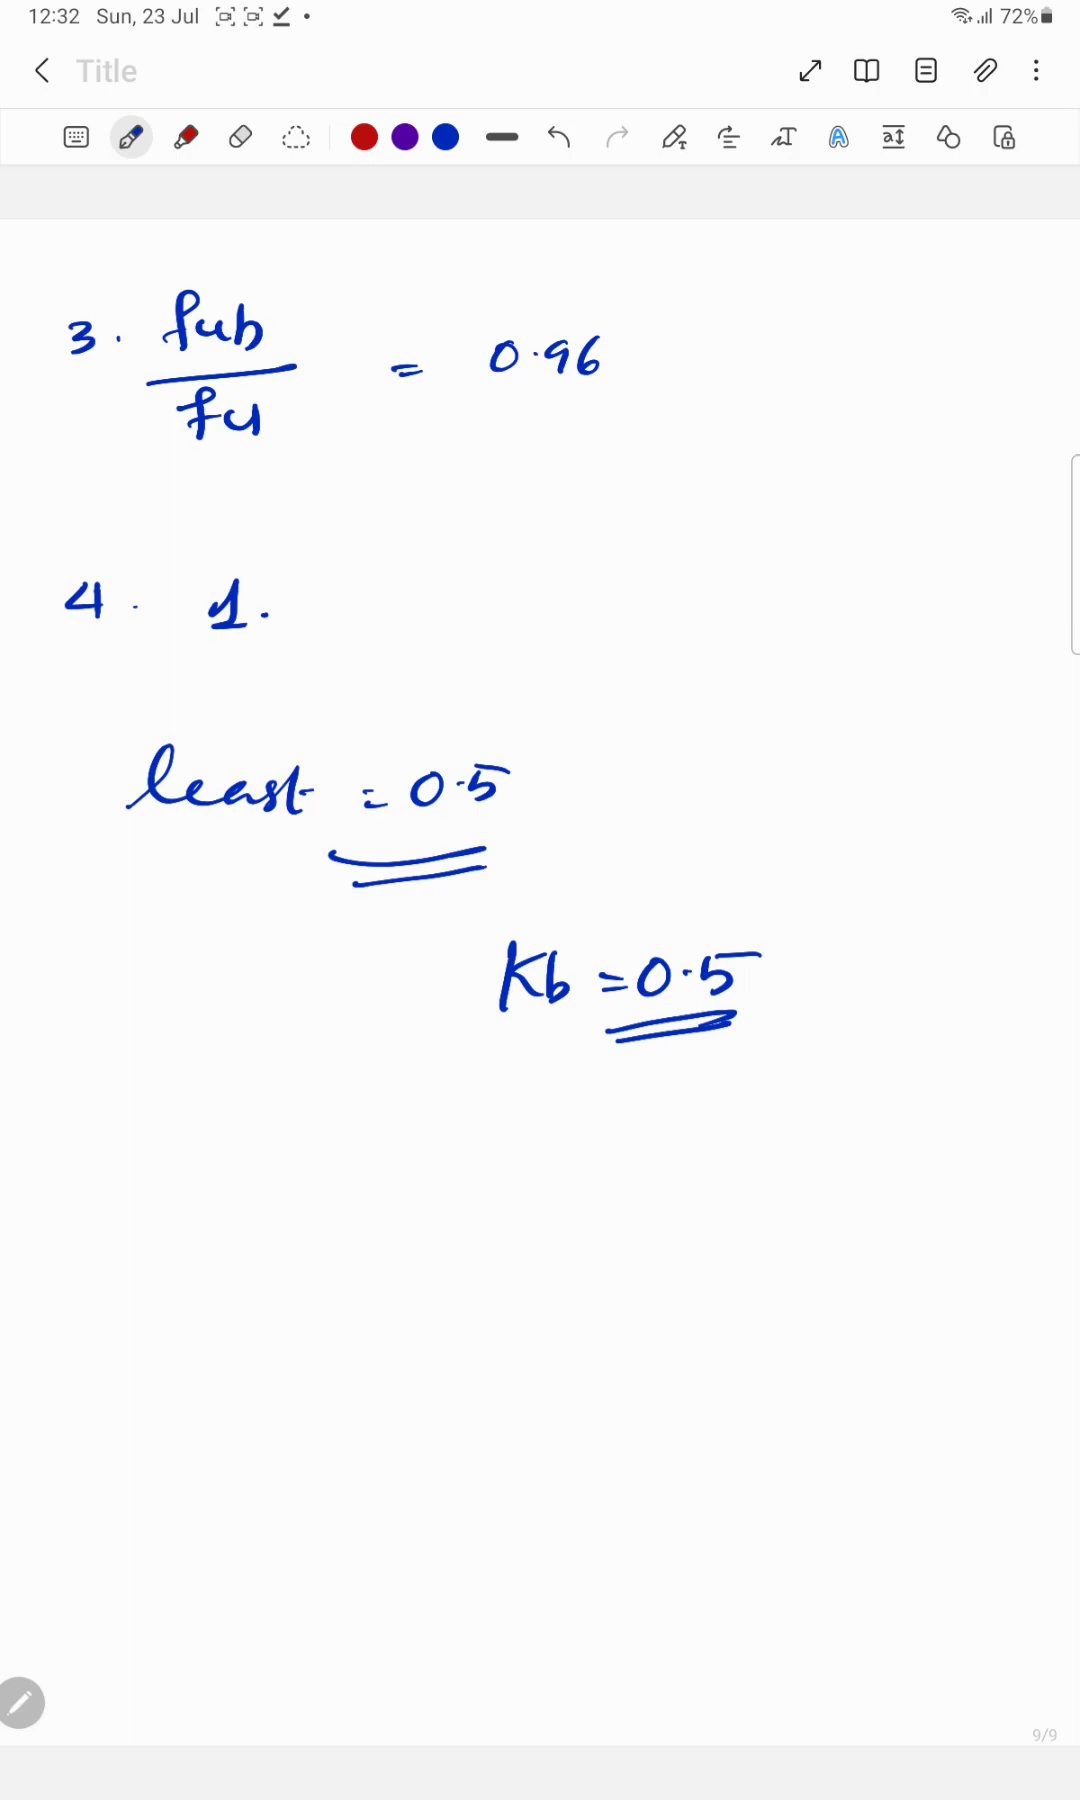 12:32 Sun, 23 Jul 72%
Title
3. fub
= 0.96
fu
4. 1.
least = 0.5
Kb = 0.5
9/9